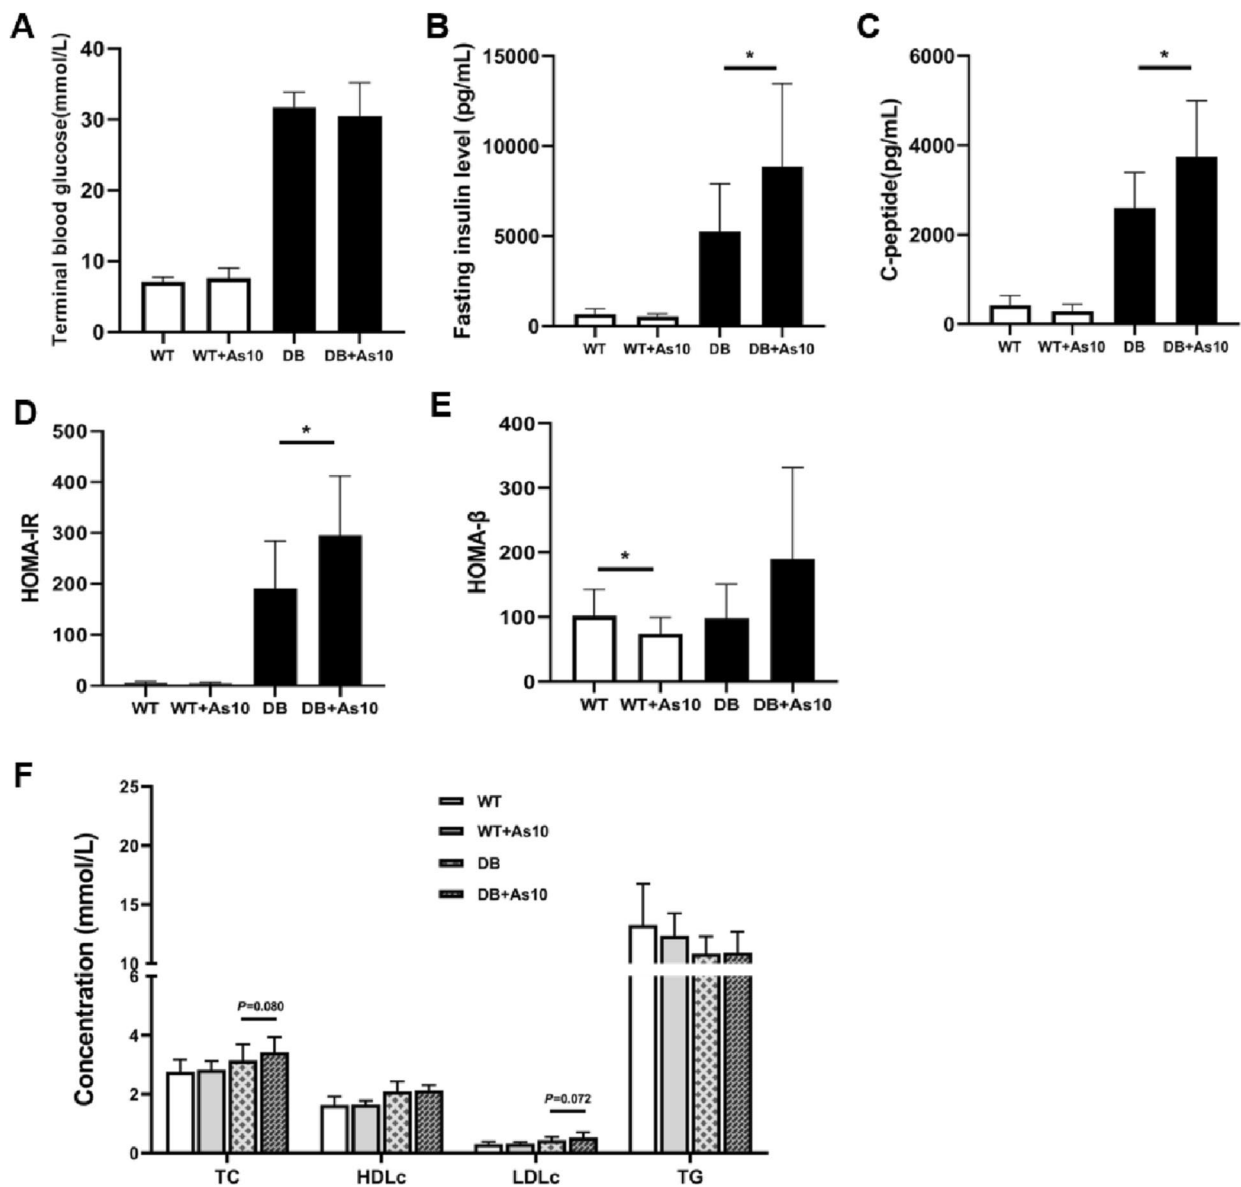 A
Terminal blood glucose(mmol/L)
40
30
20
10
0
WT WT+As10 DB DB+As10
B
Fasting insulin level (pg/mL)
15000
10000
5000
0
*
WT WT+As10 DB DB+As10
C
C-peptide(pg/mL)
6000
4000
2000
0
*
WT WT+As10 DB DB+As10
D
HOMA-IR
500
400
300
200
100
0
*
WT WT+As10 DB DB+As10
E
HOMA-β
400
300
200
100
0
*
WT WT+As10 DB DB+As10
F
Concentration (mmol/L)
25
20
15
10
6
4
2
0
WT
WT+As10
DB
DB+As10
P=0.080
P=0.072
TC HDLc LDLc TG